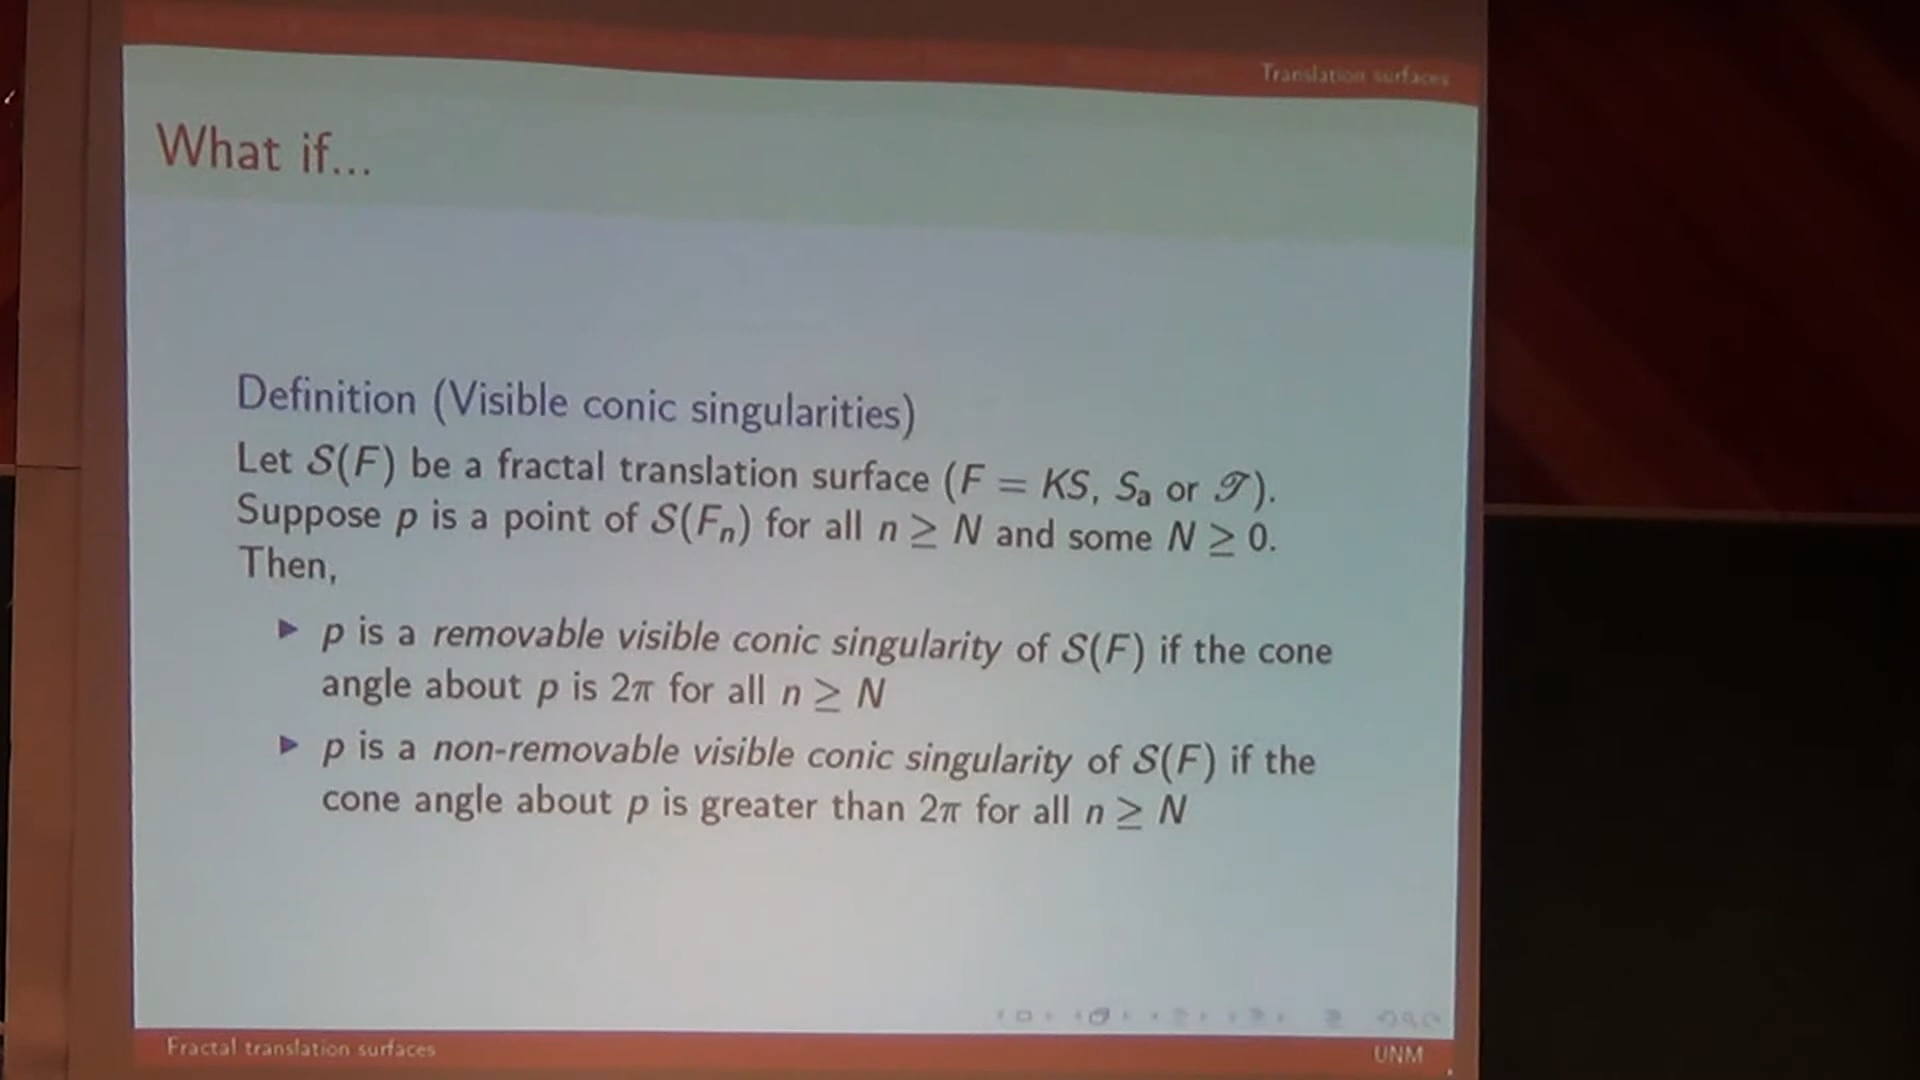 Translation surfaces
What if...
Definition (Visible conic singularities)
Let 𝒮(F) be a fractal translation surface (F = KS, Sₐ or 𝒯).
Suppose p is a point of 𝒮(Fₙ) for all n ≥ N and some N ≥ 0.
Then,
▶ p is a removable visible conic singularity of 𝒮(F) if the cone
angle about p is 2π for all n ≥ N
▶ p is a non-removable visible conic singularity of 𝒮(F) if the
cone angle about p is greater than 2π for all n ≥ N
Fractal translation surfaces
UNM